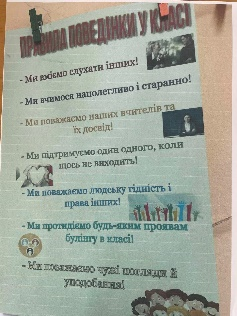 ПРАВИЛА ПОВЕДІНКИ У КЛАСІ
- Ми вміємо слухати інших!
- Ми вчимося наполегливо і старанно!
- Ми поважаємо наших вчителів та
їх досвід!
- Ми підтримуємо один одного, коли
щось не виходить!
- Ми поважаємо людську гідність і
права інших!
- Ми протидіємо будь-яким проявам
булінгу в класі!
- Ми поважаємо чужі погляди й
уподобання!